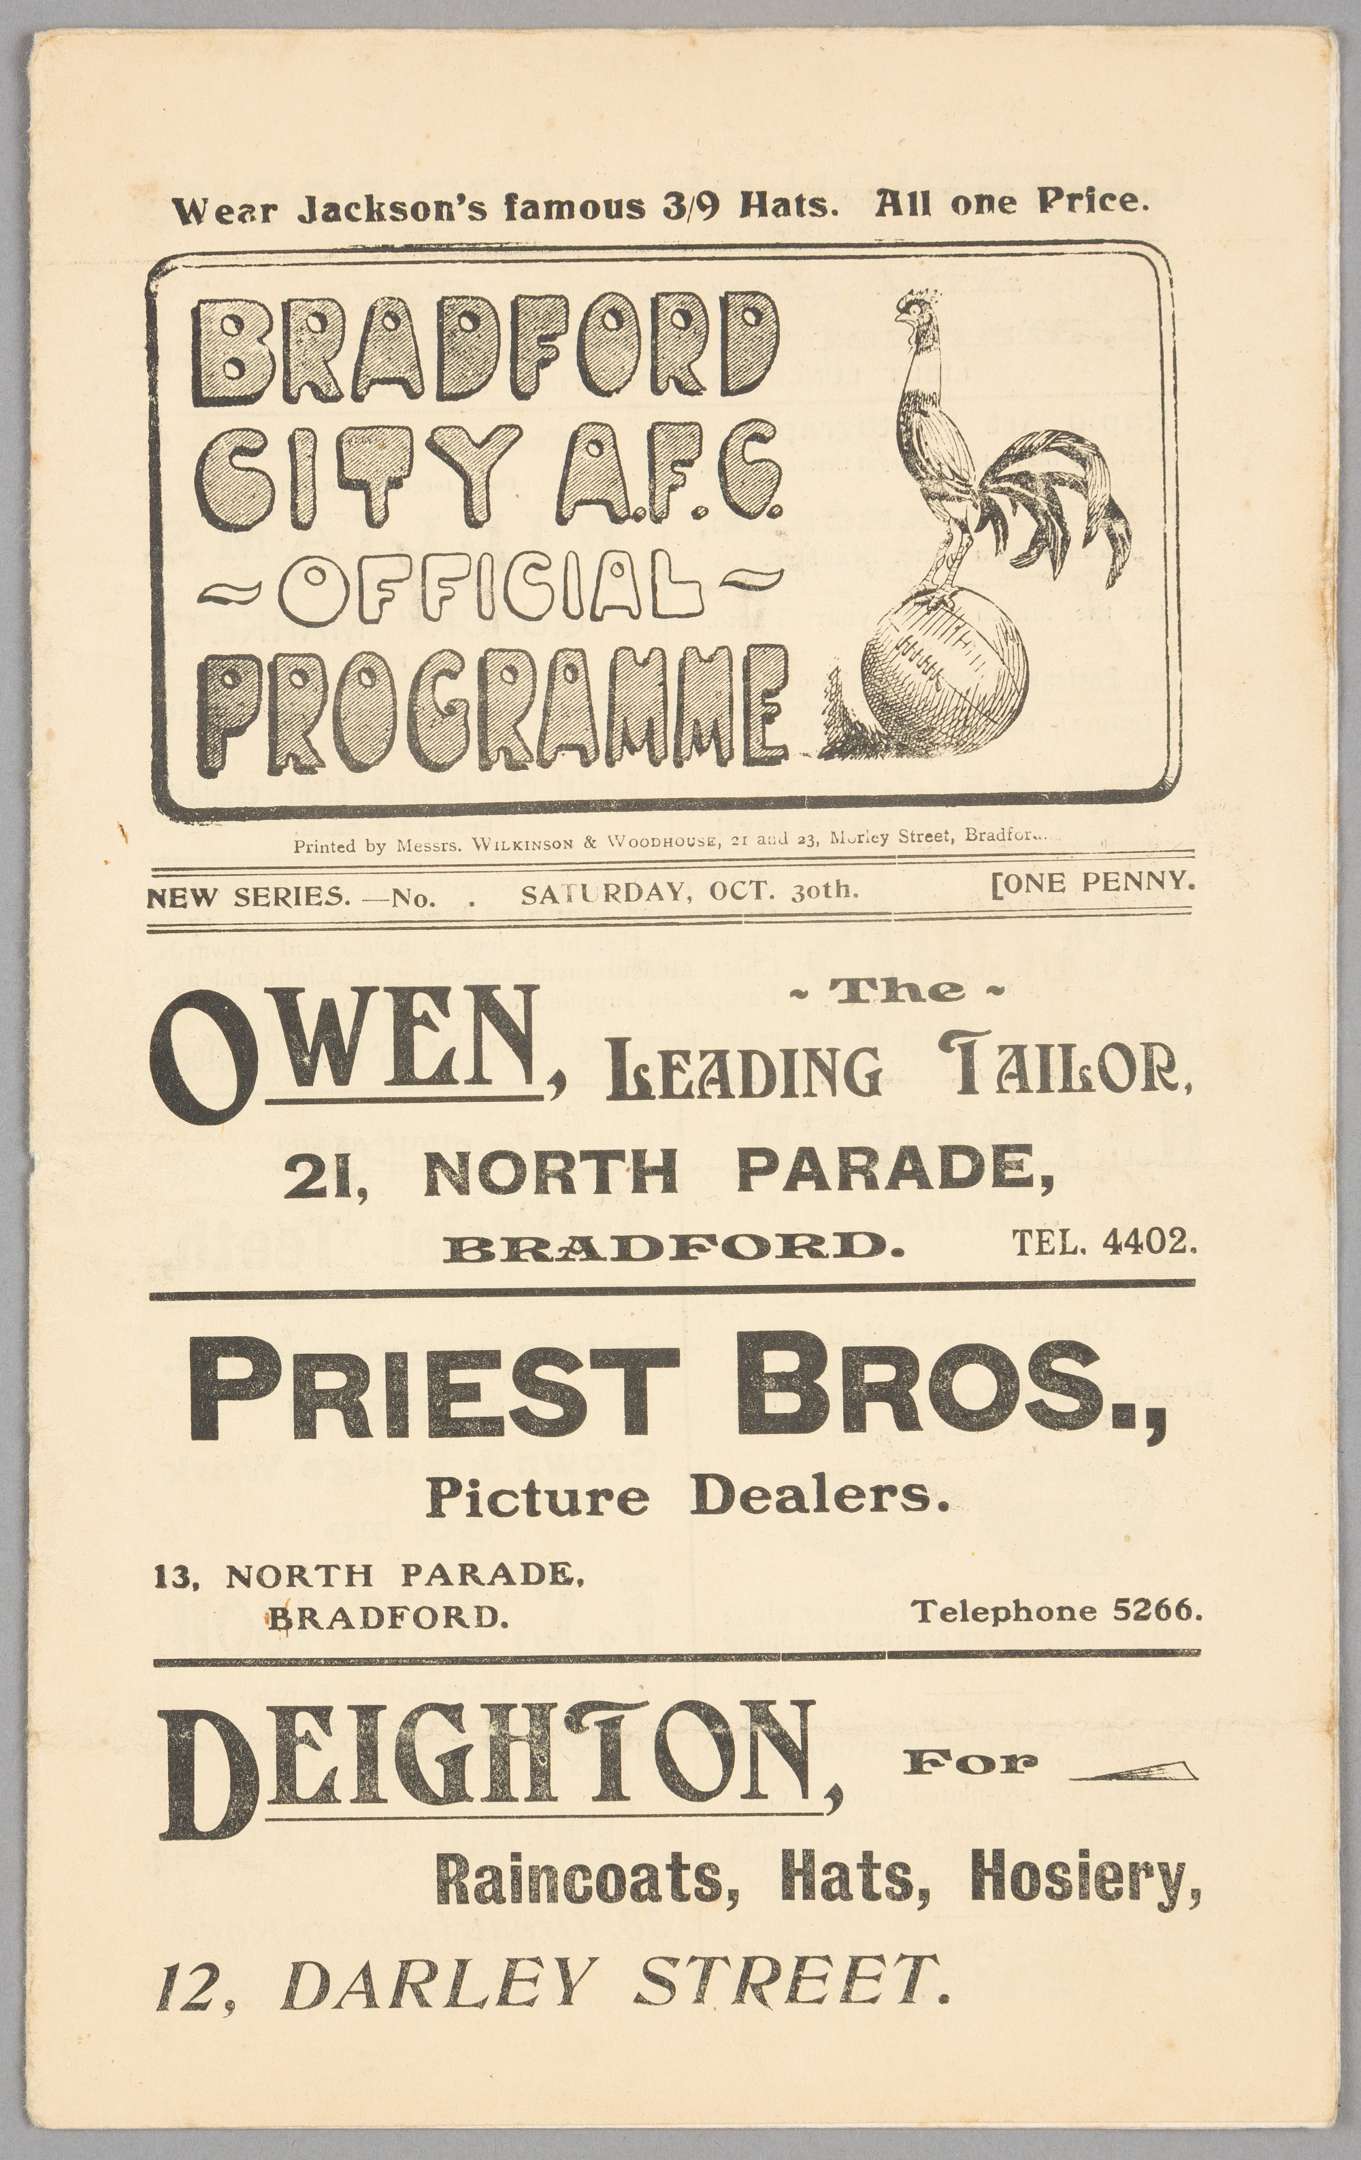 Wear Jackson's famous 3/9 Hats. All one Price.
BRADFORD
CITY A.F.C.
~OFFICIAL~
PROGRAMME
Printed by Messrs. WILKINSON & WOODHOUSE, 21 and 23, Morley Street,
NEW SERIES.—No. . SATURDAY, OCT. 30th. [ONE PENNY.
OWEN, ~ The ~
LEADING TAILOR,
21, NORTH PARADE,
BRADFORD. TEL. 4402.
PRIEST BROS.,
Picture Dealers.
13, NORTH PARADE,
BRADFORD. Telephone 5266.
DEIGHTON, For
Raincoats, Hats, Hosiery,
12, DARLEY STREET.